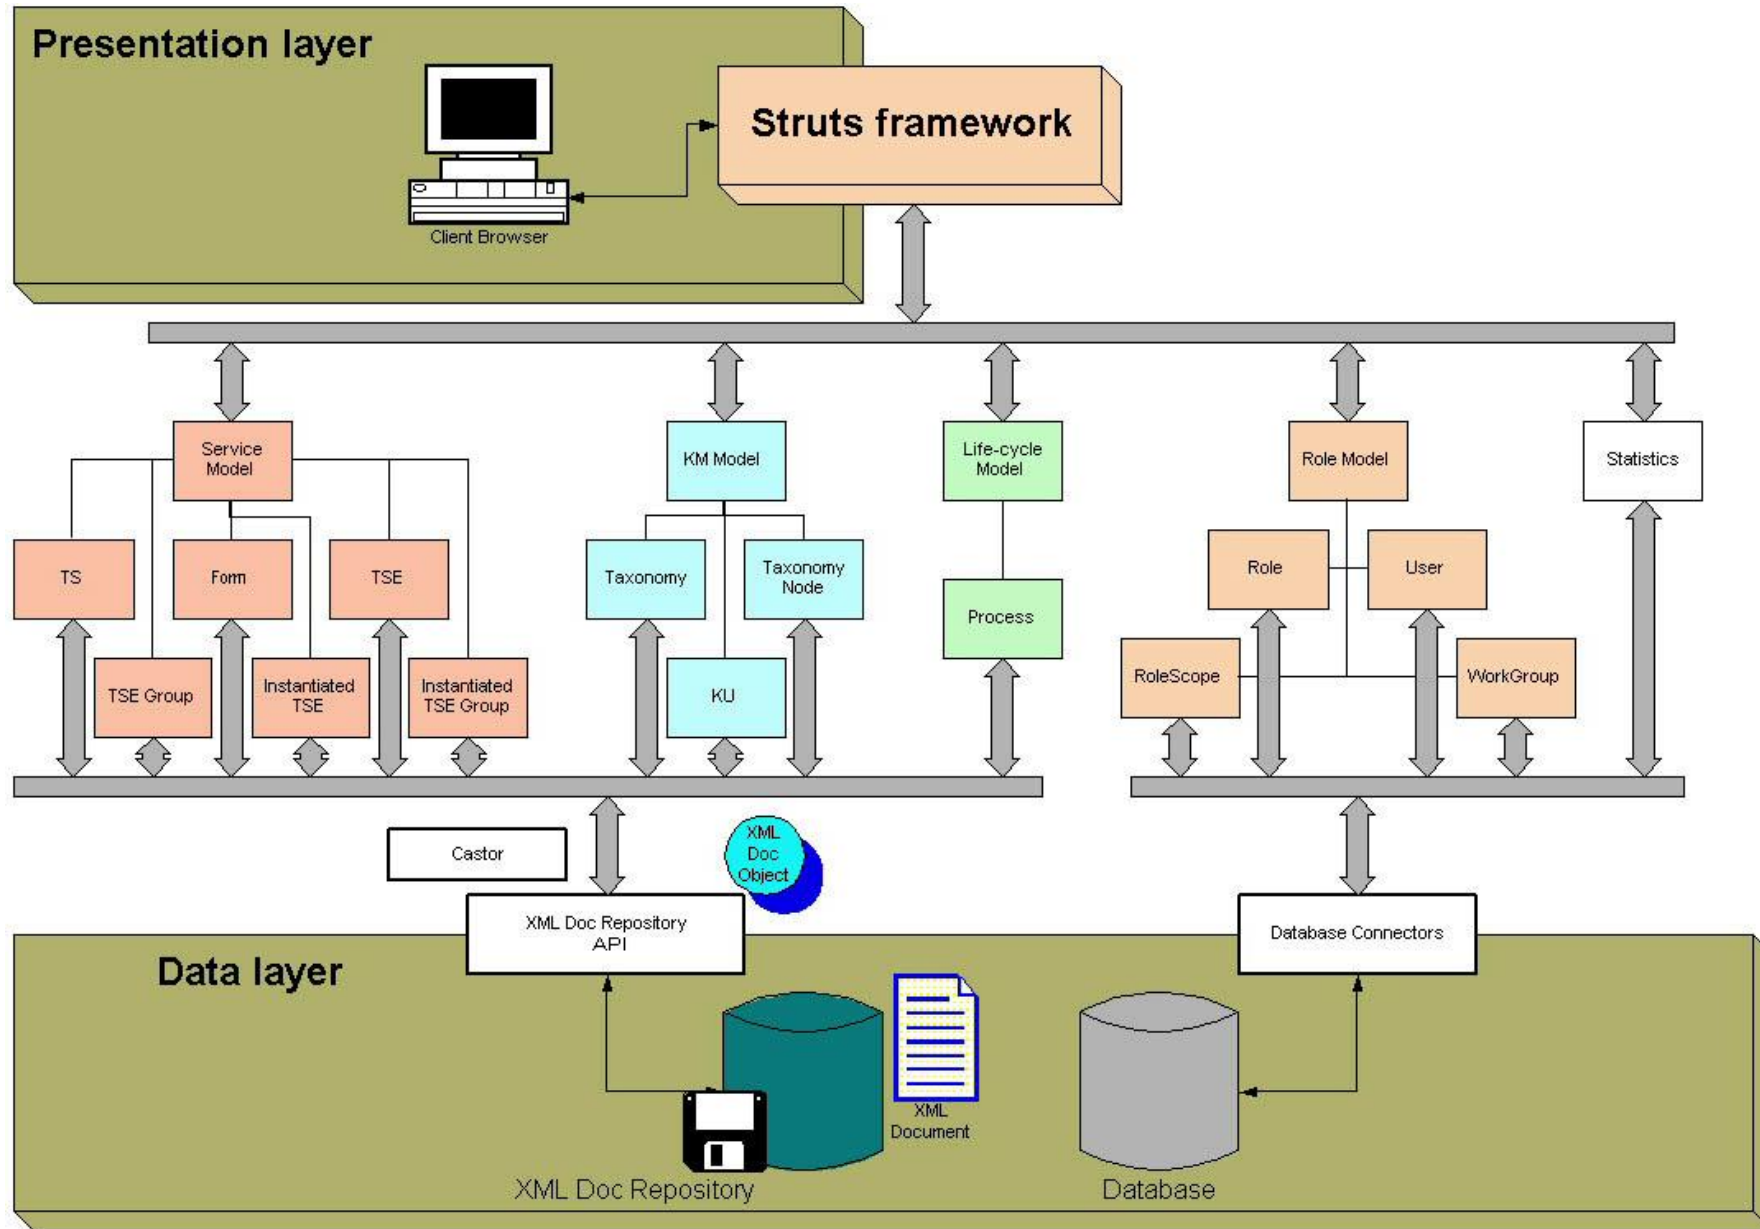 Presentation layer
Struts framework
Client Browser
Service
Model
KM Model
Life-cycle
Model
Role Model
Statistics
TS
Form
TSE
Taxonomy
Taxonomy
Node
Process
Role
User
TSE Group
Instantiated
TSE
Instantiated
TSE Group
KU
RoleScope
WorkGroup
Castor
XML
Doc
Object
XML Doc Repository
API
Database Connectors
Data layer
XML
Document
XML Doc Repository
Database